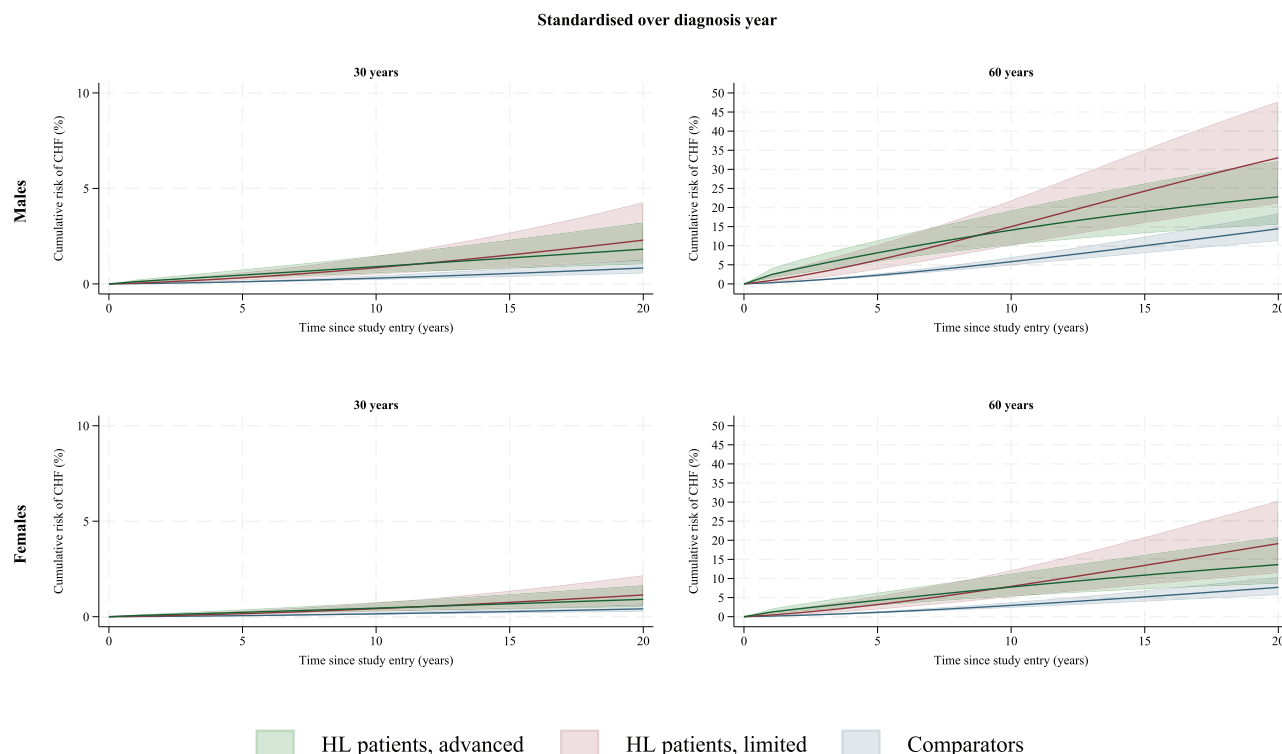 Standardised over diagnosis year
Males
30 years
Cumulative risk of CHF (%)
10
5
0
0 5 10 15 20
Time since study entry (years)
60 years
Cumulative risk of CHF (%)
50
45
40
35
30
25
20
15
10
5
0
0 5 10 15 20
Time since study entry (years)
Females
30 years
Cumulative risk of CHF (%)
10
5
0
0 5 10 15 20
Time since study entry (years)
60 years
Cumulative risk of CHF (%)
50
45
40
35
30
25
20
15
10
5
0
0 5 10 15 20
Time since study entry (years)
HL patients, advanced HL patients, limited Comparators